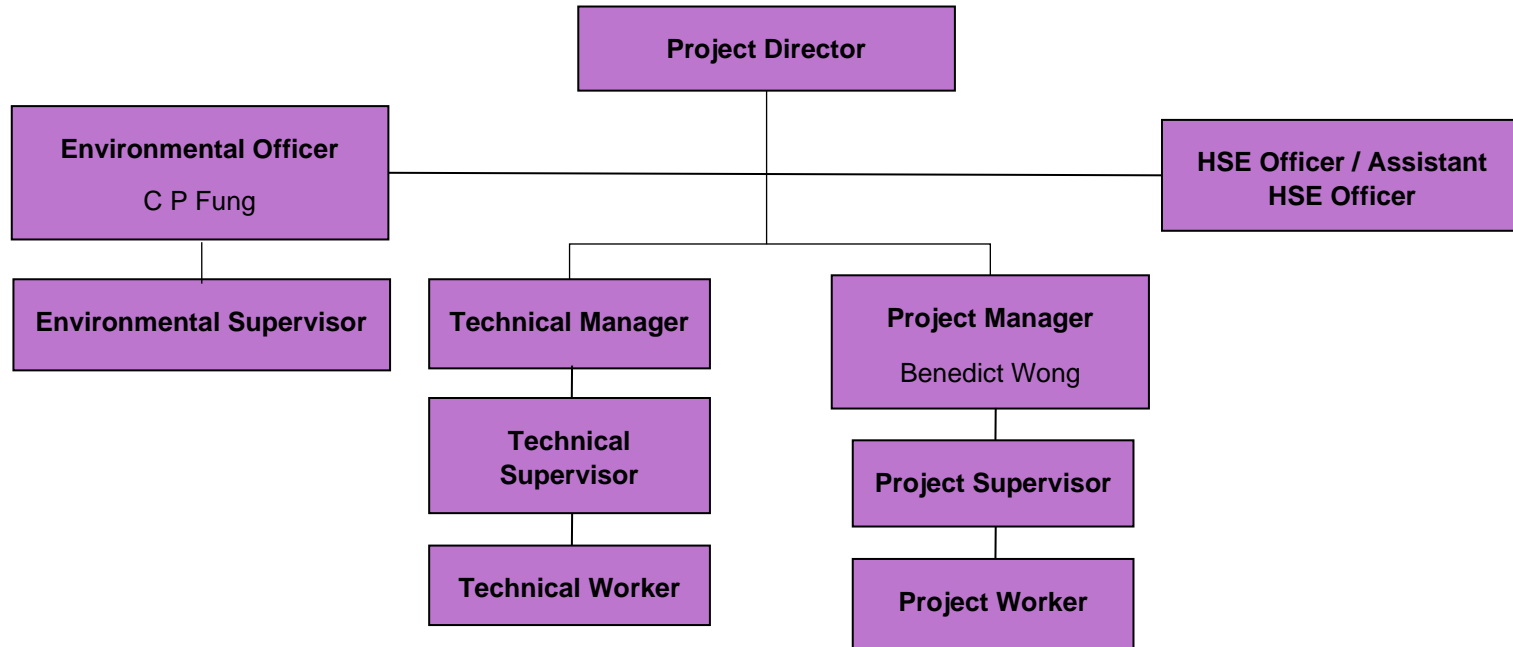 Project Director
Environmental Officer
C P Fung
HSE Officer / Assistant
HSE Officer
Environmental Supervisor
Technical Manager
Project Manager
Benedict Wong
Technical
Supervisor
Project Supervisor
Technical Worker
Project Worker